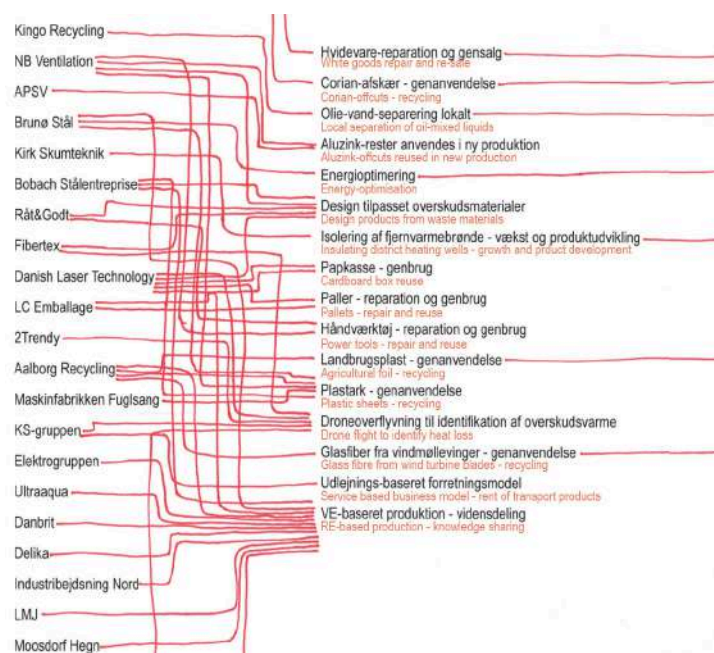 Kingo Recycling
NB Ventilation
APSV
Brunø Stål
Kirk Skumteknik
Bobach Stålentreprise
Råt&Godt
Fibertex
Danish Laser Technology
LC Emballage
2Trendy
Aalborg Recycling
Maskinfabrikken Fuglsang
KS-gruppen
Elektrogruppen
Ultraaqua
Danbrit
Delika
Industribejdsning Nord
LMJ
Moosdorf Hegn
Hvidevare-reparation og gensalg
White goods repair and re-sale
Corian-afskær - genanvendelse
Corian-offcuts - recycling
Olie-vand-separering lokalt
Local separation of oil-mixed liquids
Aluzink-rester anvendes i ny produktion
Aluzink-offcuts reused in new production
Energioptimering
Energy-optimisation
Design tilpasset overskudsmaterialer
Design products from waste materials
Isolering af fjernvarmebrønde - vækst og produktudvikling
Insulating district heating wells - growth and product development
Papkasse - genbrug
Cardboard box reuse
Paller - reparation og genbrug
Pallets - repair and reuse
Håndværktøj - reparation og genbrug
Power tools - repair and reuse
Landbrugsplast - genanvendelse
Agricultural foil - recycling
Plastark - genanvendelse
Plastic sheets - recycling
Droneoverflyvning til identifikation af overskudsvarme
Drone flight to identify heat loss
Glasfiber fra vindmøllevinger - genanvendelse
Glass fibre from wind turbine blades - recycling
Udlejnings-baseret forretningsmodel
Service based business model - rent of transport products
VE-baseret produktion - vidensdeling
RE-based production - knowledge sharing